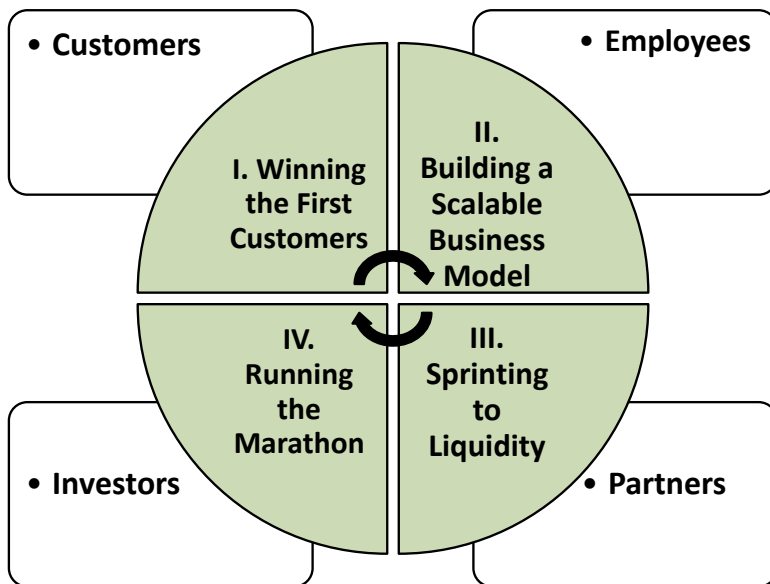 • Customers
• Employees
I. Winning
the First
Customers
II.
Building a
Scalable
Business
Model
IV.
Running
the
Marathon
III.
Sprinting
to
Liquidity
• Investors
• Partners